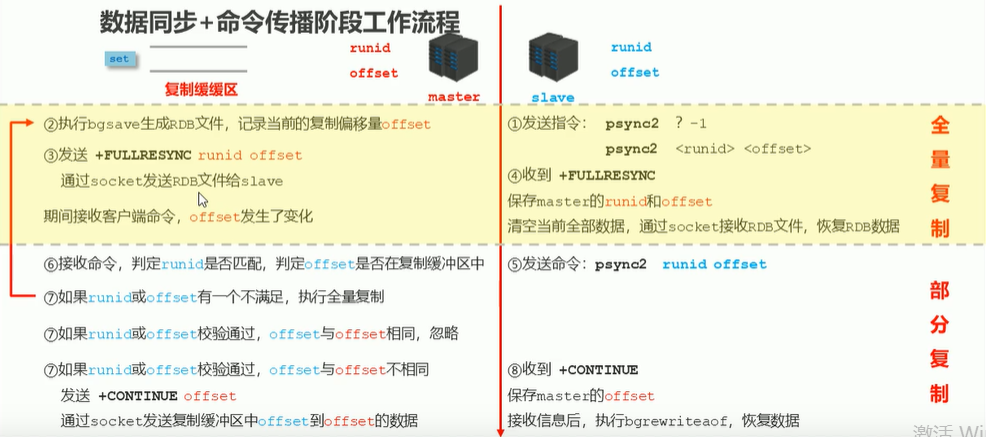 数据同步+命令传播阶段工作流程
set
复制缓缓区
runid
offset
master
runid
offset
slave
②执行bgsave生成RDB文件，记录当前的复制偏移量offset
③发送 +FULLRESYNC runid offset
通过socket发送RDB文件给slave
期间接收客户端命令，offset发生了变化
①发送指令： psync2 ? -1
psync2 <runid> <offset>
④收到 +FULLRESYNC
保存master的runid和offset
清空当前全部数据，通过socket接收RDB文件，恢复RDB数据
全量复制
⑥接收命令，判定runid是否匹配，判定offset是否在复制缓冲区中
⑦如果runid或offset有一个不满足，执行全量复制
⑦如果runid或offset校验通过，offset与offset相同，忽略
⑦如果runid或offset校验通过，offset与offset不相同
发送 +CONTINUE offset
通过socket发送复制缓冲区中offset到offset的数据
⑤发送命令：psync2 runid offset
⑧收到 +CONTINUE
保存master的offset
接收信息后，执行bgrewriteaof，恢复数据
部分复制
激活 Wi